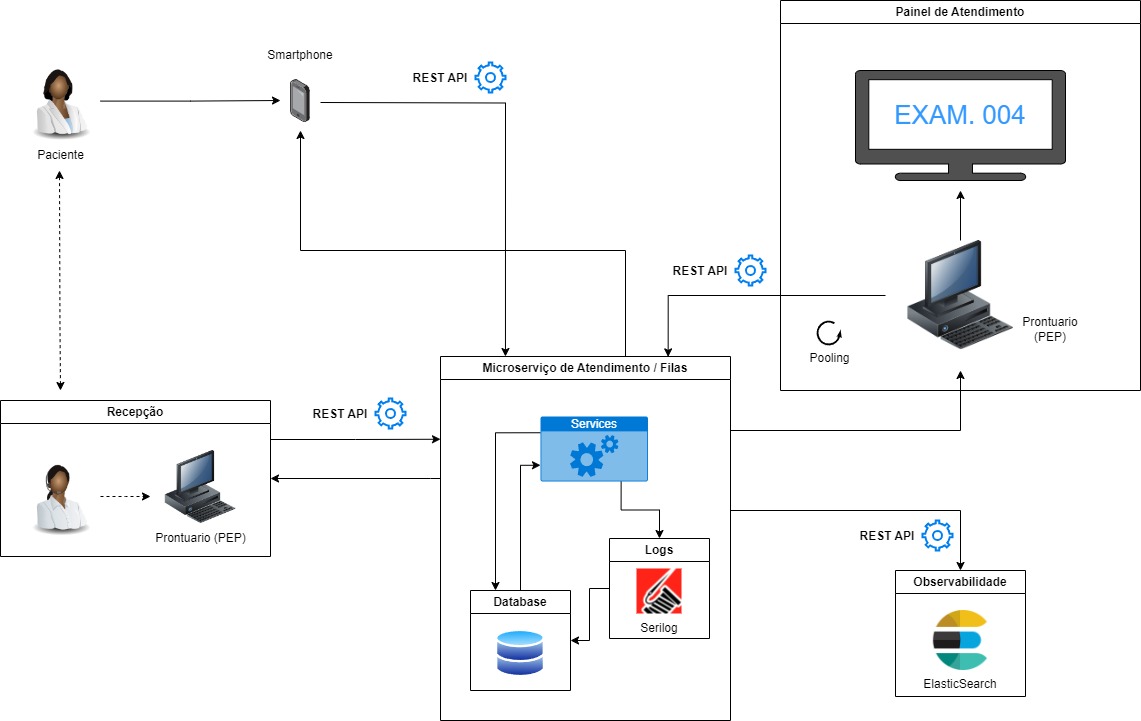 Painel de Atendimento
Smartphone
REST API
EXAM. 004
Paciente
REST API
Prontuario
(PEP)
Pooling
Microserviço de Atendimento / Filas
Recepção
REST API
Services
Prontuario (PEP)
REST API
Logs
Observabilidade
Database
Serilog
ElasticSearch